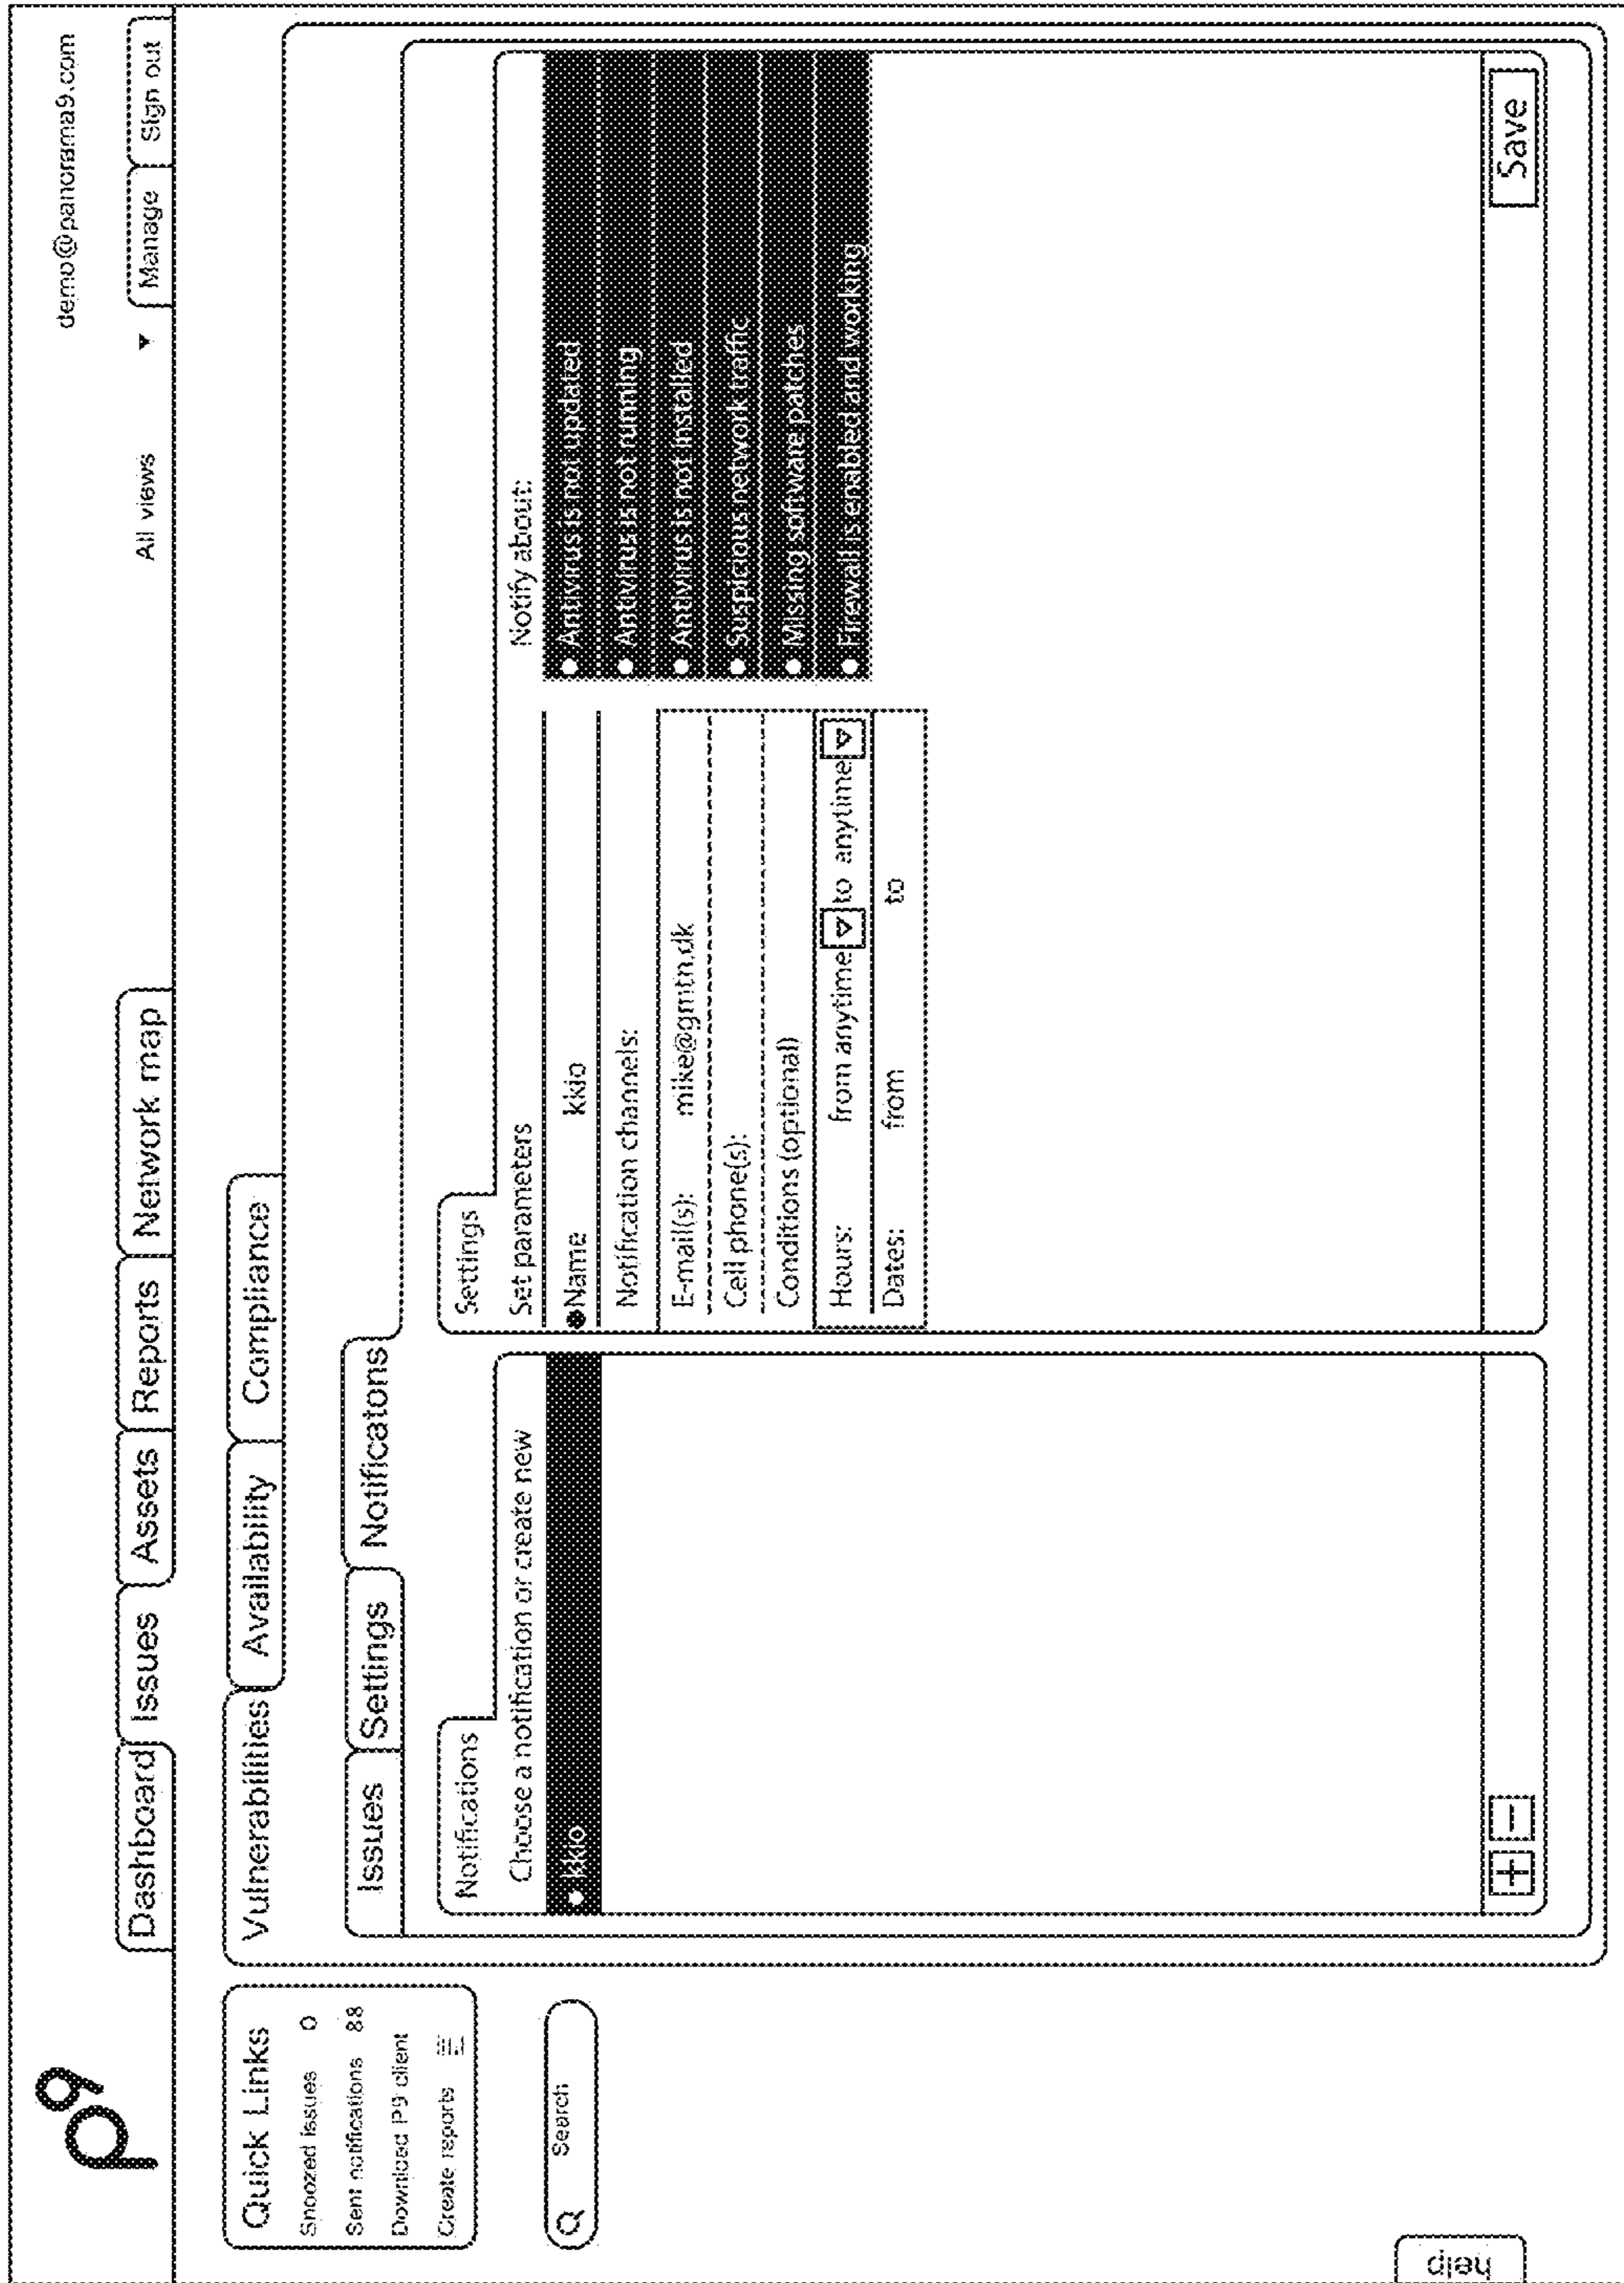 p9
demo@panorama9.com
Dashboard Issues Assets Reports Network map
All views Manage Sign out
Quick Links
Snoozed issues 0
Sent notifications 88
Download P9 client
Create reports
Search
help
Vulnerabilities Availability Compliance
Issues Settings Notificatons
Notifications
Choose a notification or create new
kkio
+ −
Settings
Set parameters
Name kkio
Notification channels:
E-mail(s): mike@gmtn.dk
Cell phone(s):
Conditions (optional)
Hours: from anytime to anytime
Dates: from to
Notify about:
Antivirus is not updated
Antivirus is not running
Antivirus is not installed
Suspicious network traffic
Missing software patches
Firewall is enabled and working
Save